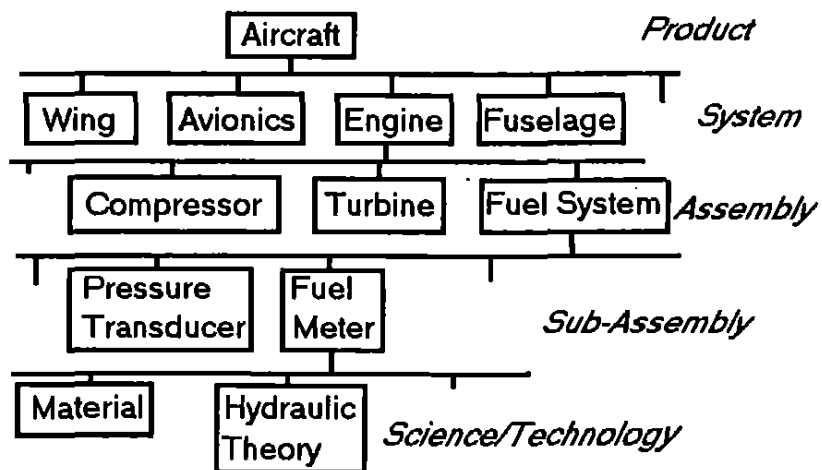 Aircraft
Product
Wing
Avionics
Engine
Fuselage
System
Compressor
Turbine
Fuel System
Assembly
Pressure
Transducer
Fuel
Meter
Sub-Assembly
Material
Hydraulic
Theory
Science/Technology